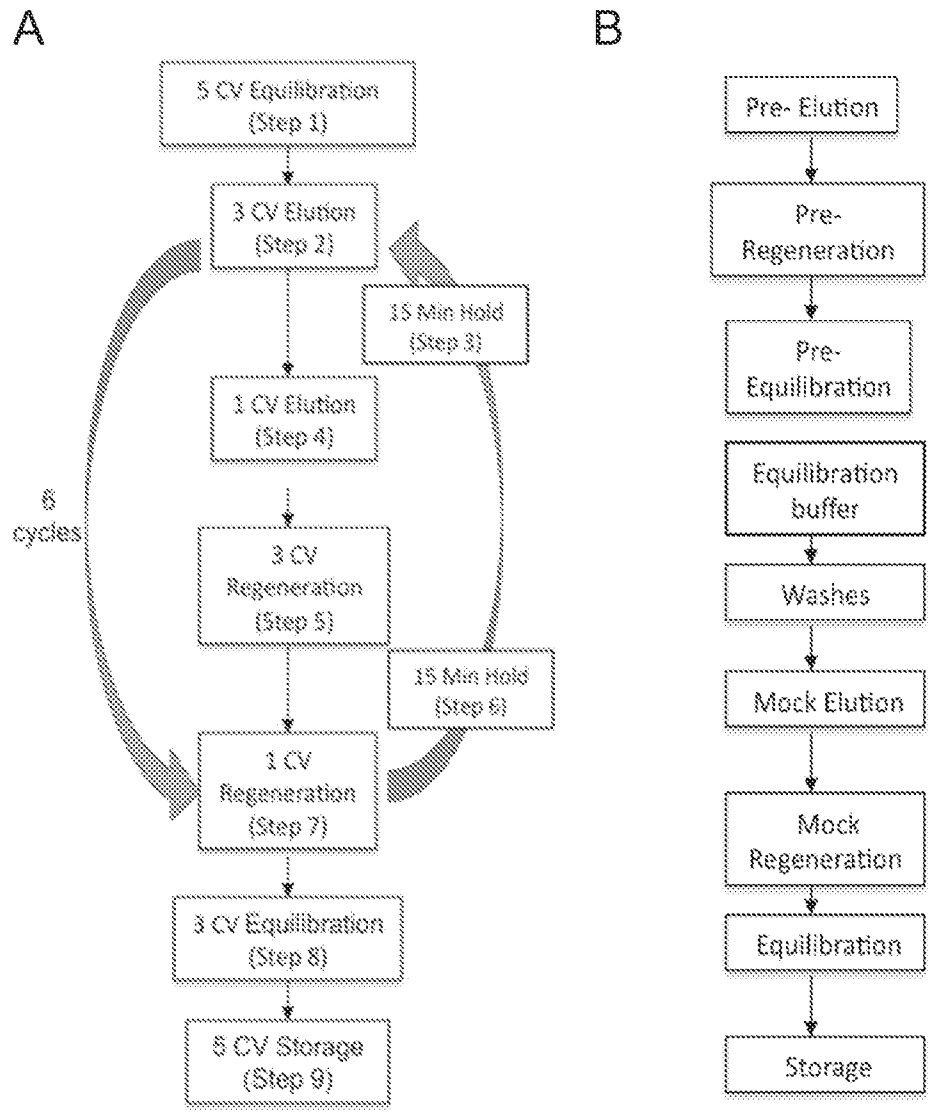 A
5 CV Equilibration
(Step 1)
3 CV Elution
(Step 2)
15 Min Hold
(Step 3)
1 CV Elution
(Step 4)
6
cycles
3 CV
Regeneration
(Step 5)
15 Min Hold
(Step 6)
1 CV
Regeneration
(Step 7)
3 CV Equilibration
(Step 8)
5 CV Storage
(Step 9)
B
Pre- Elution
Pre-
Regeneration
Pre-
Equilibration
Equilibration
buffer
Washes
Mock Elution
Mock
Regeneration
Equilibration
Storage